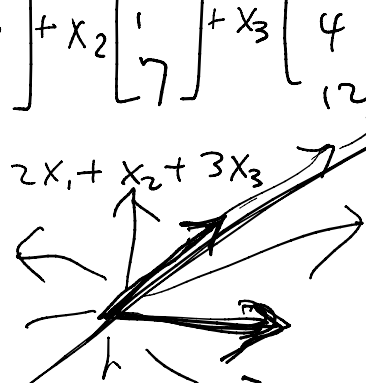 ] + x₂ [ 1 ] + x₃ [ 4
7 12
2x₁ + x₂ + 3x₃